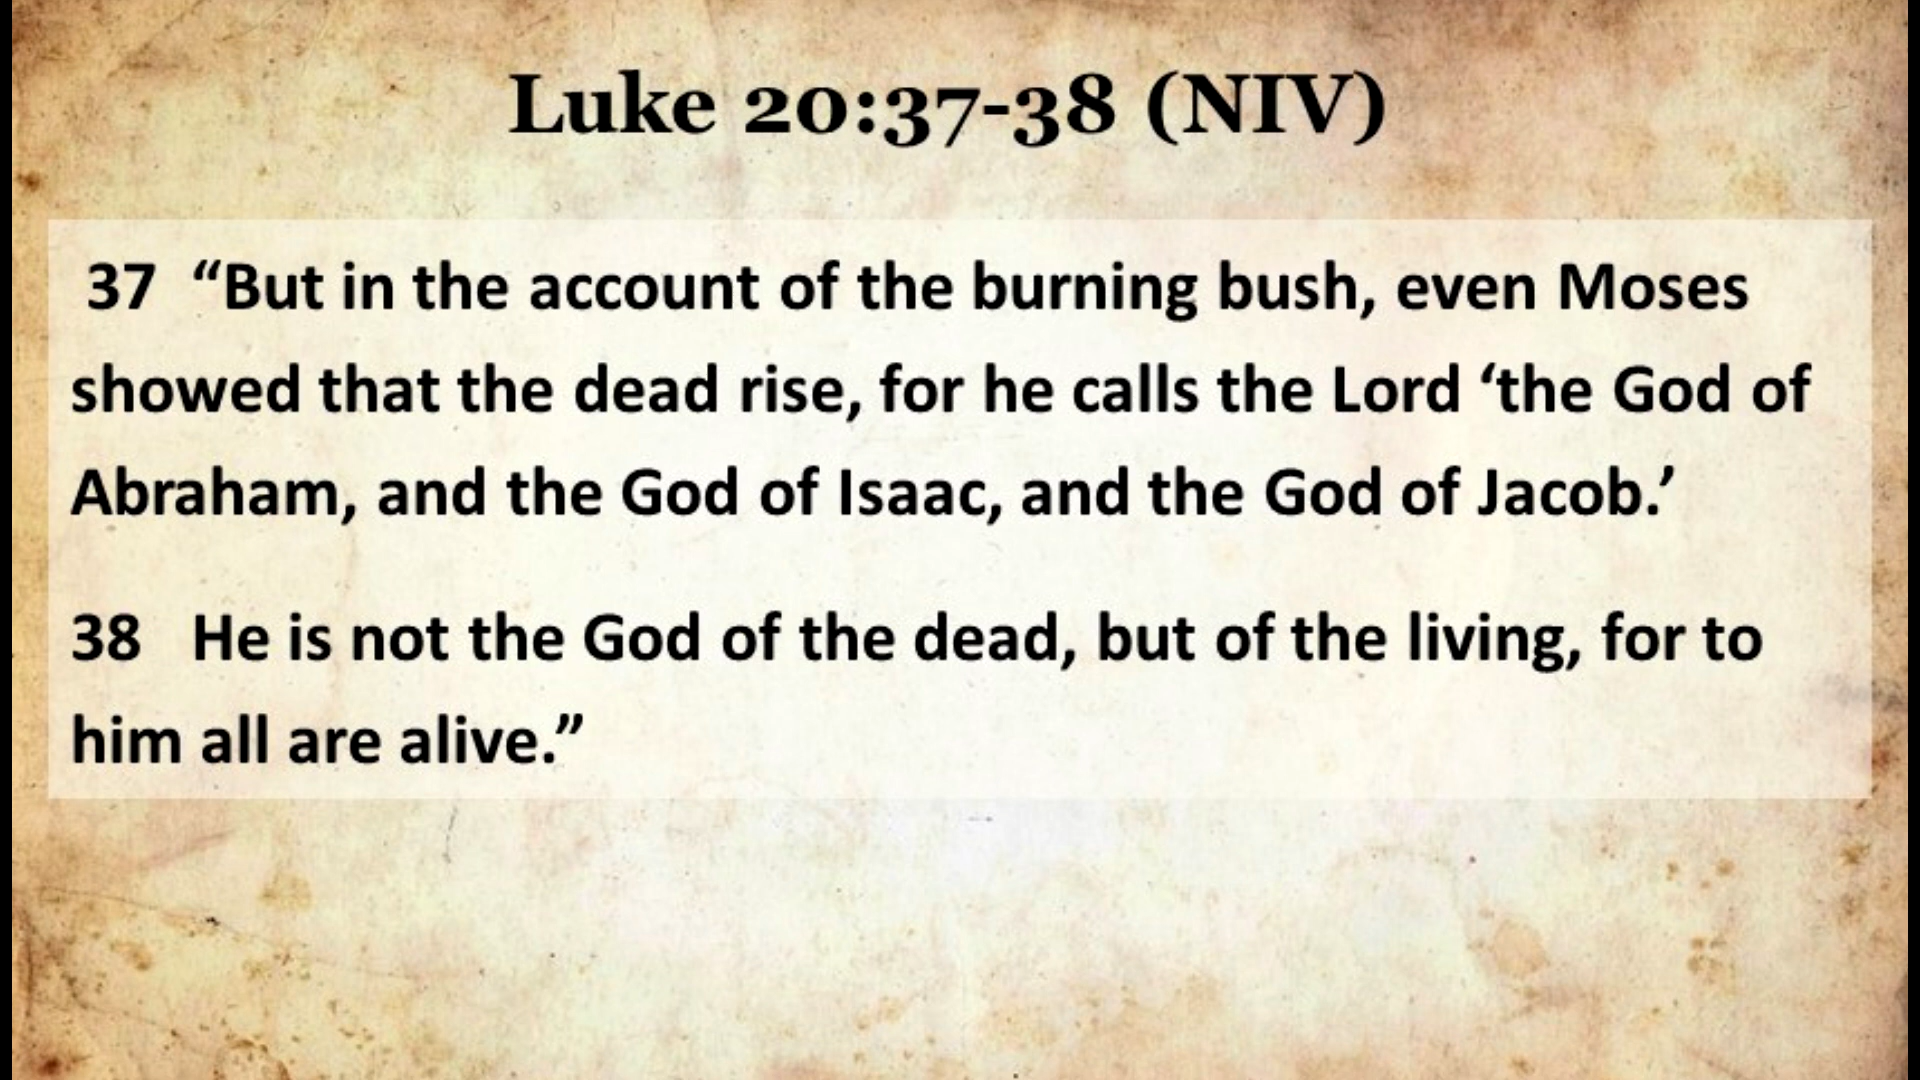 Luke 20:37-38 (NIV)
37 “But in the account of the burning bush, even Moses
showed that the dead rise, for he calls the Lord ‘the God of
Abraham, and the God of Isaac, and the God of Jacob.’
38 He is not the God of the dead, but of the living, for to
him all are alive.”